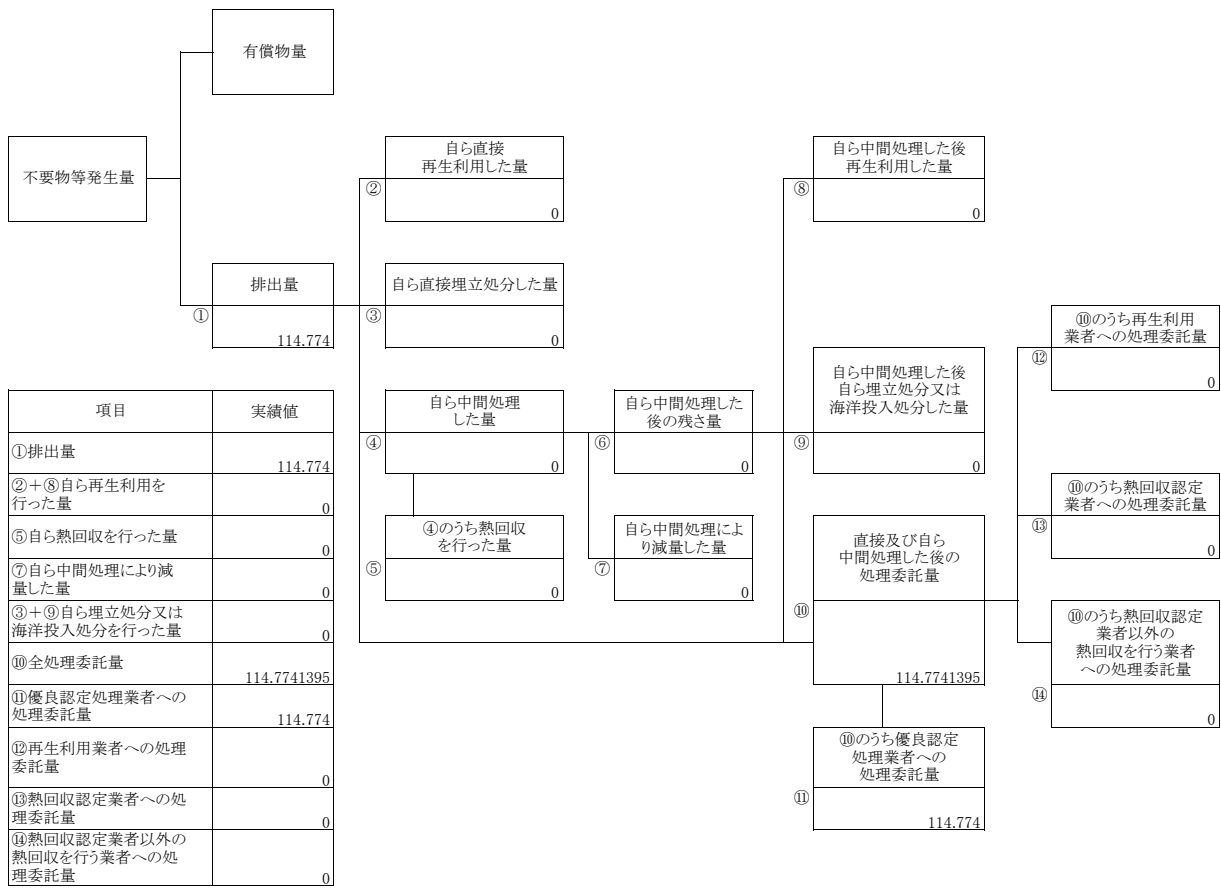 有償物量
不要物等発生量
自ら直接
再生利用した量
②
0
自ら中間処理した後
再生利用した量
⑧
0
排出量
①
114.774
自ら直接埋立処分した量
③
0
⑩のうち再生利用
業者への処理委託量
⑫
0
自ら中間処理
した量
④
0
自ら中間処理した
後の残さ量
⑥
0
自ら中間処理した後
自ら埋立処分又は
海洋投入処分した量
⑨
0
⑩のうち熱回収認定
業者への処理委託量
⑬
0
④のうち熱回収
を行った量
⑤
0
自ら中間処理によ
り減量した量
⑦
0
直接及び自ら
中間処理した後の
処理委託量
⑩
114.7741395
⑩のうち熱回収認定
業者以外の
熱回収を行う業者
への処理委託量
⑭
0
⑩のうち優良認定
処理業者への
処理委託量
⑪
114.774
項目 実績値
①排出量
114.774
②+⑧自ら再生利用を
行った量
0
⑤自ら熱回収を行った量
0
⑦自ら中間処理により減
量した量
0
③+⑨自ら埋立処分又は
海洋投入処分を行った量
0
⑩全処理委託量
114.7741395
⑪優良認定処理業者への
処理委託量
114.774
⑫再生利用業者への処理
委託量
0
⑬熱回収認定業者への処
理委託量
0
⑭熱回収認定業者以外の
熱回収を行う業者への処
理委託量
0